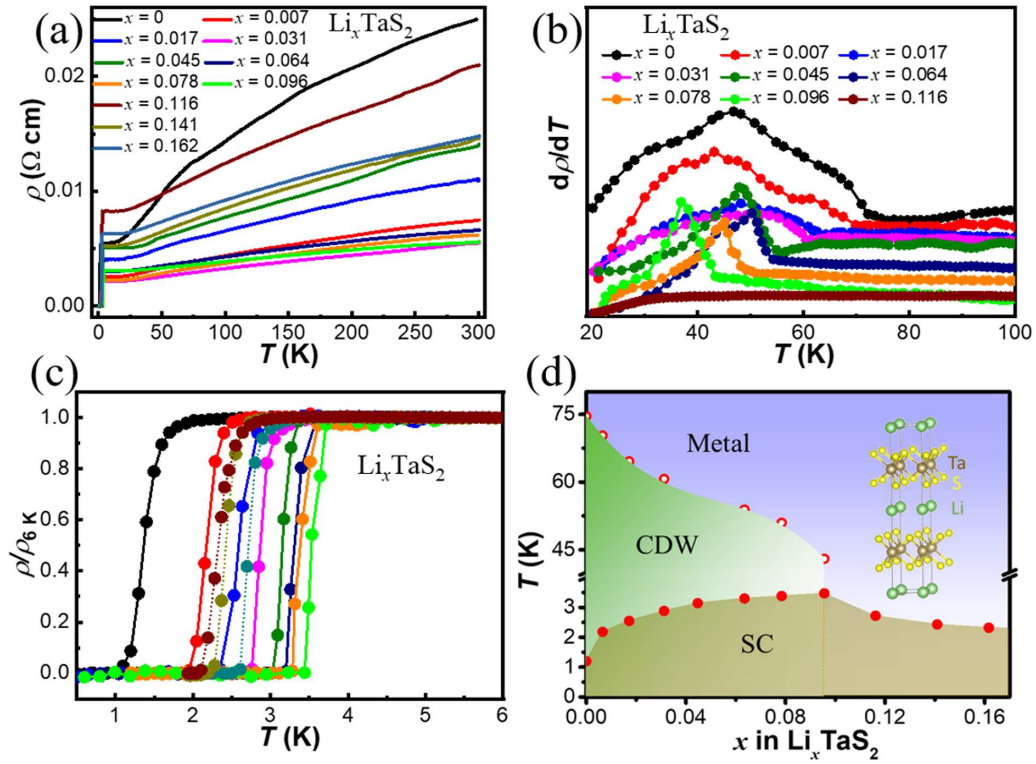 (a)
Li_xTaS_2
x = 0
x = 0.007
x = 0.017
x = 0.031
x = 0.045
x = 0.064
x = 0.078
x = 0.096
x = 0.116
x = 0.141
x = 0.162
ρ (Ω cm)
0.02
0.01
0.00
0 50 100 150 200 250 300
T (K)
(b)
Li_xTaS_2
x = 0 x = 0.007 x = 0.017
x = 0.031 x = 0.045 x = 0.064
x = 0.078 x = 0.096 x = 0.116
dρ/dT
20 40 60 80 100
T (K)
(c)
Li_xTaS_2
ρ/ρ_6 K
1.0
0.8
0.6
0.4
0.2
0.0
1 2 3 4 5 6
T (K)
(d)
Metal
CDW
SC
Ta
S
Li
T (K)
75
60
45
3
2
1
0
0.00 0.04 0.08 0.12 0.16
x in Li_xTaS_2